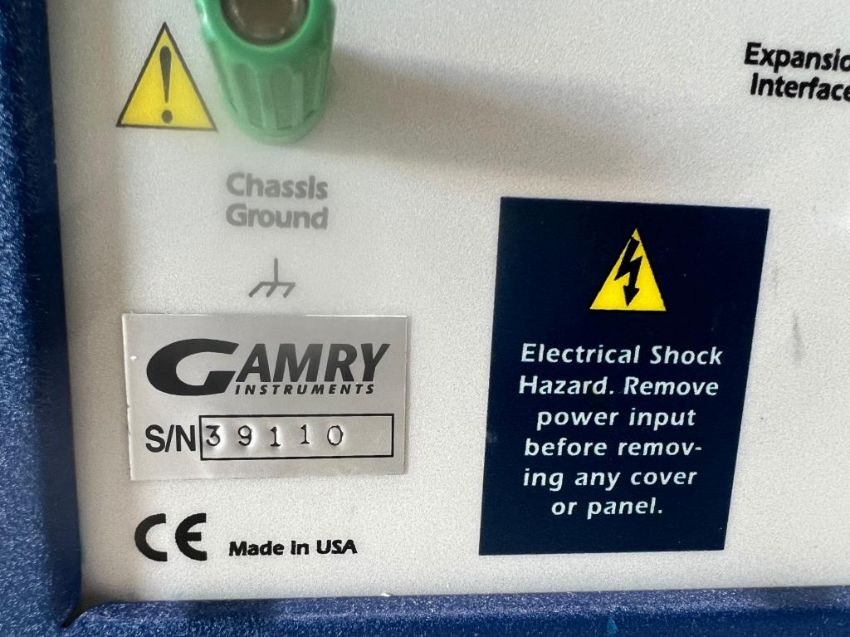 Expansio
Interface
Chassis
Ground
GAMRY
INSTRUMENTS
S/N 39110
CE Made in USA
Electrical Shock
Hazard. Remove
power input
before remov-
ing any cover
or panel.